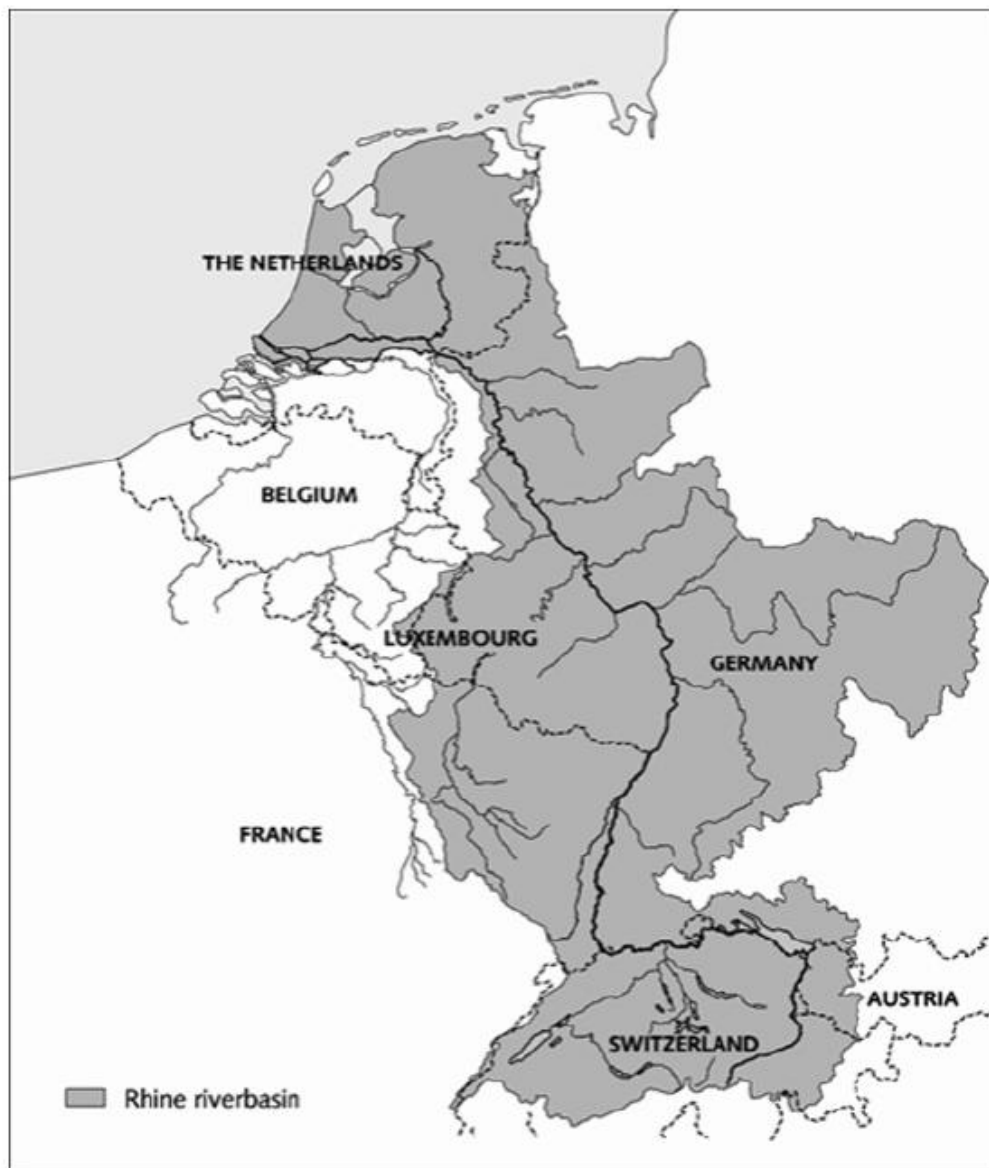 THE NETHERLANDS
BELGIUM
LUXEMBOURG
GERMANY
FRANCE
AUSTRIA
SWITZERLAND
Rhine riverbasin